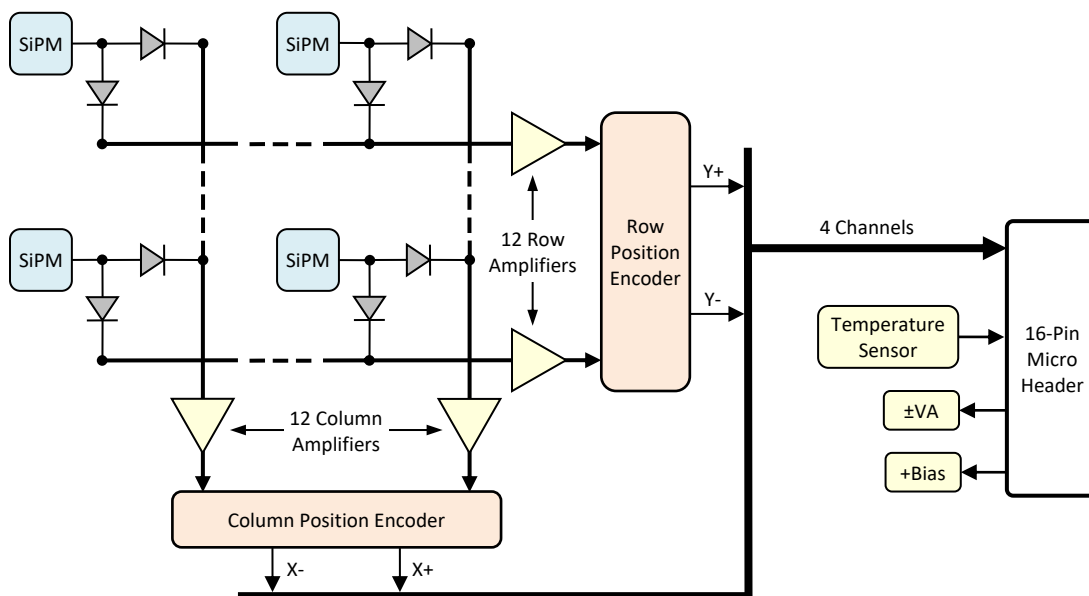 SiPM
SiPM
Y+
Row
Position
Encoder
12 Row
Amplifiers
4 Channels
SiPM
SiPM
Y-
Temperature
Sensor
16-Pin
Micro
Header
±VA
12 Column
Amplifiers
+Bias
Column Position Encoder
X-
X+